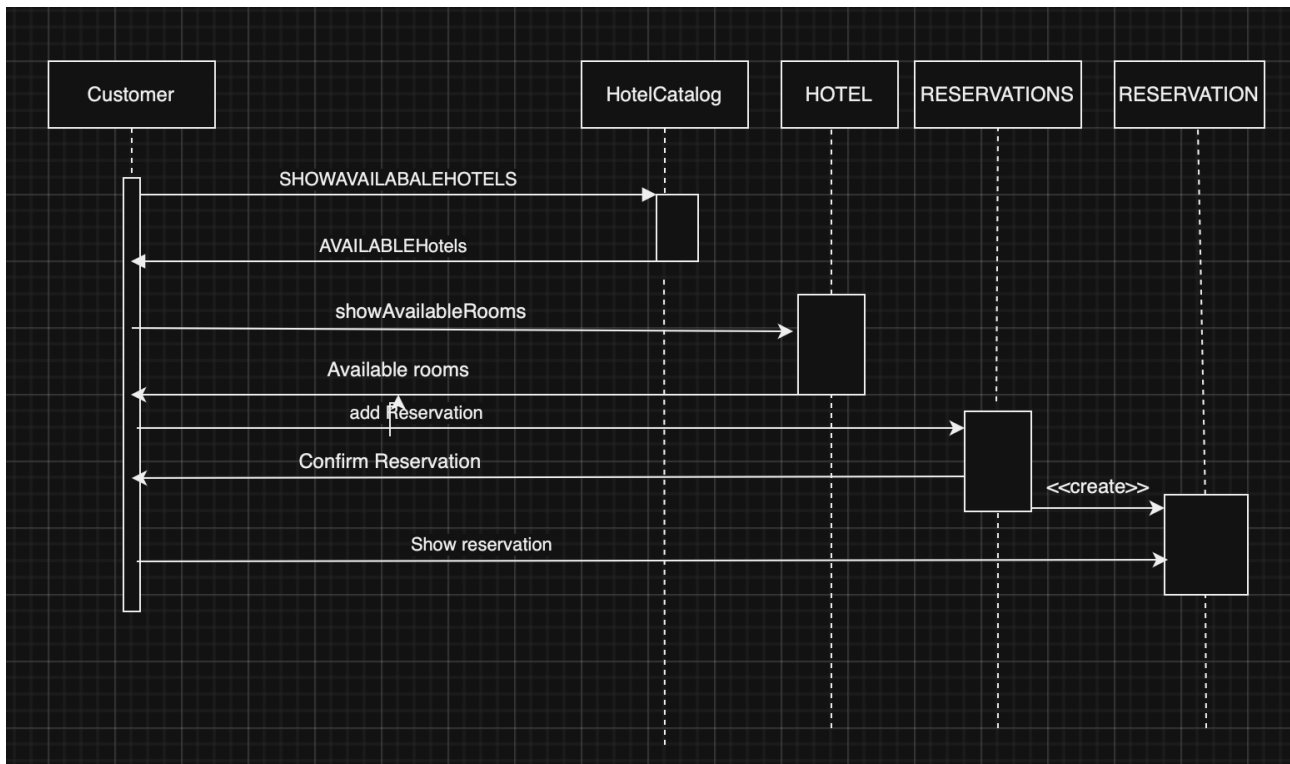 Customer
HotelCatalog
HOTEL
RESERVATIONS
RESERVATION
SHOWAVAILABALEHOTELS
AVAILABLEHotels
showAvailableRooms
Available rooms
add Reservation
Confirm Reservation
<<create>>
Show reservation